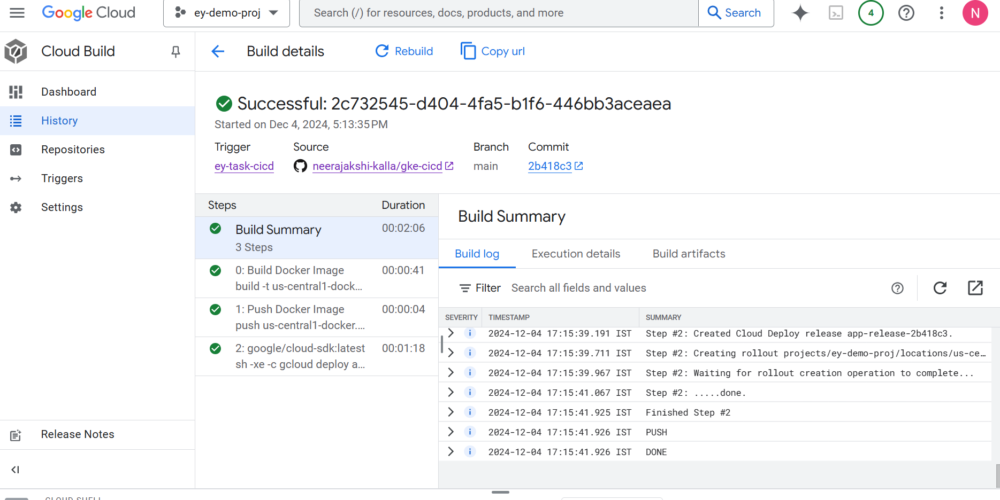 Google Cloud
ey-demo-proj
Search (/) for resources, docs, products, and more
Search
4
N
Cloud Build
Build details
Rebuild
Copy url
Dashboard
History
Repositories
Triggers
Settings
Release Notes
Successful: 2c732545-d404-4fa5-b1f6-446bb3aceaea
Started on Dec 4, 2024, 5:13:35 PM
Trigger Source Branch Commit
ey-task-cicd neerajakshi-kalla/gke-cicd main 2b418c3
Steps Duration
Build Summary 00:02:06
3 Steps
0: Build Docker Image 00:00:41
build -t us-central1-dock...
1: Push Docker Image 00:00:04
push us-central1-docker....
2: google/cloud-sdk:latest 00:01:18
sh -xe -c gcloud deploy a...
Build Summary
Build log Execution details Build artifacts
Filter Search all fields and values
SEVERITY TIMESTAMP SUMMARY
2024-12-04 17:15:39.191 IST Step #2: Created Cloud Deploy release app-release-2b418c3.
2024-12-04 17:15:39.711 IST Step #2: Creating rollout projects/ey-demo-proj/locations/us-ce...
2024-12-04 17:15:39.967 IST Step #2: Waiting for rollout creation operation to complete...
2024-12-04 17:15:41.067 IST Step #2: .....done.
2024-12-04 17:15:41.925 IST Finished Step #2
2024-12-04 17:15:41.926 IST PUSH
2024-12-04 17:15:41.926 IST DONE
CLOUD SHELL